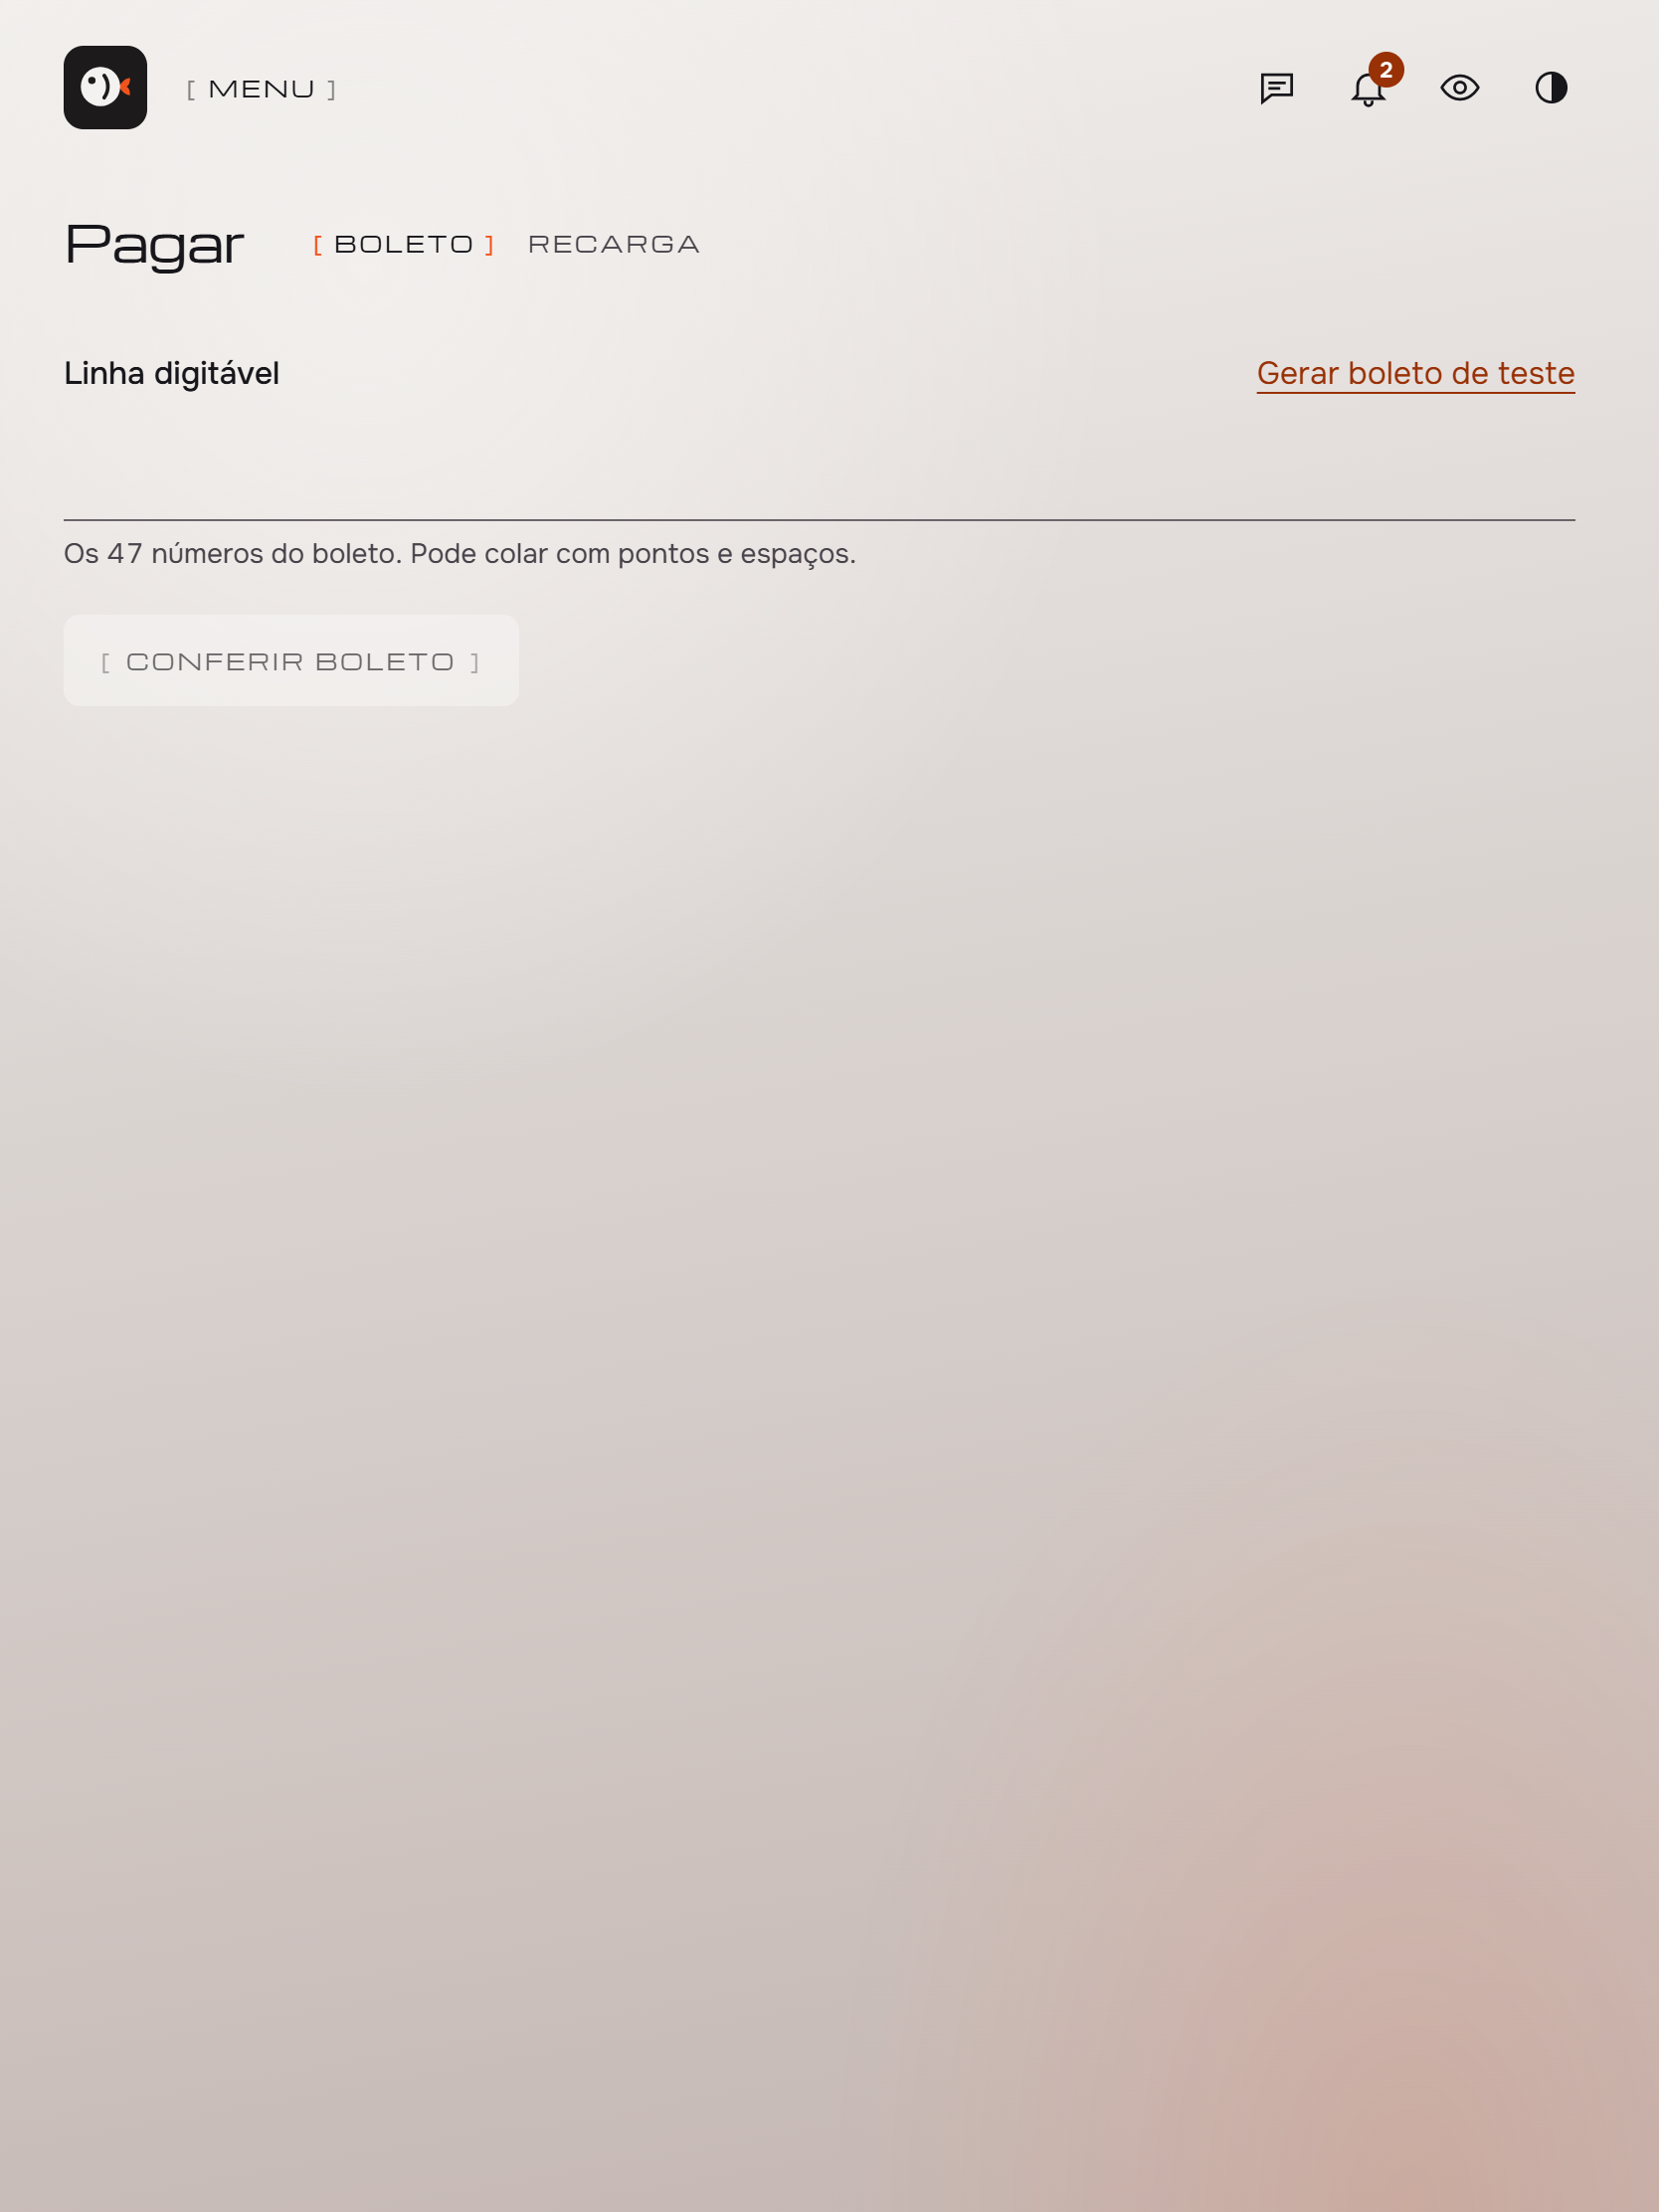 [ MENU ]
2
Pagar
[ BOLETO ] RECARGA
Linha digitável
Gerar boleto de teste
Os 47 números do boleto. Pode colar com pontos e espaços.
[ CONFERIR BOLETO ]